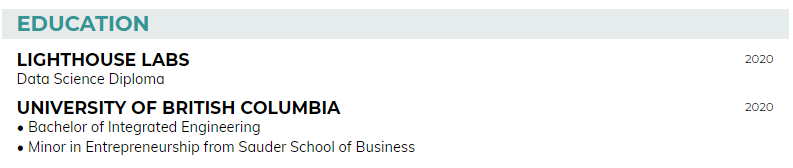 EDUCATION
LIGHTHOUSE LABS 2020
Data Science Diploma
UNIVERSITY OF BRITISH COLUMBIA 2020
• Bachelor of Integrated Engineering
• Minor in Entrepreneurship from Sauder School of Business